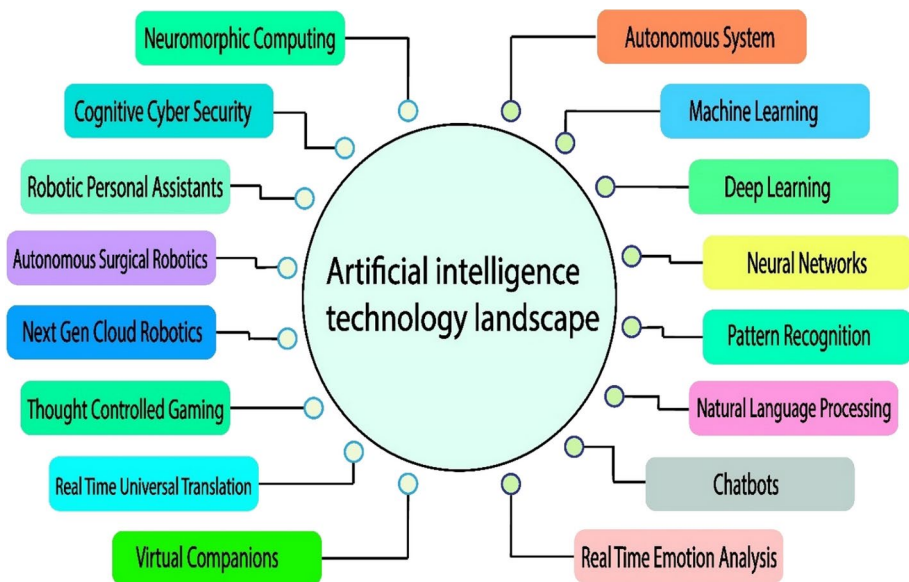 Neuromorphic Computing
Autonomous System
Cognitive Cyber Security
Machine Learning
Robotic Personal Assistants
Deep Learning
Autonomous Surgical Robotics
Neural Networks
Artificial intelligence
technology landscape
Next Gen Cloud Robotics
Pattern Recognition
Thought Controlled Gaming
Natural Language Processing
Real Time Universal Translation
Chatbots
Virtual Companions
Real Time Emotion Analysis